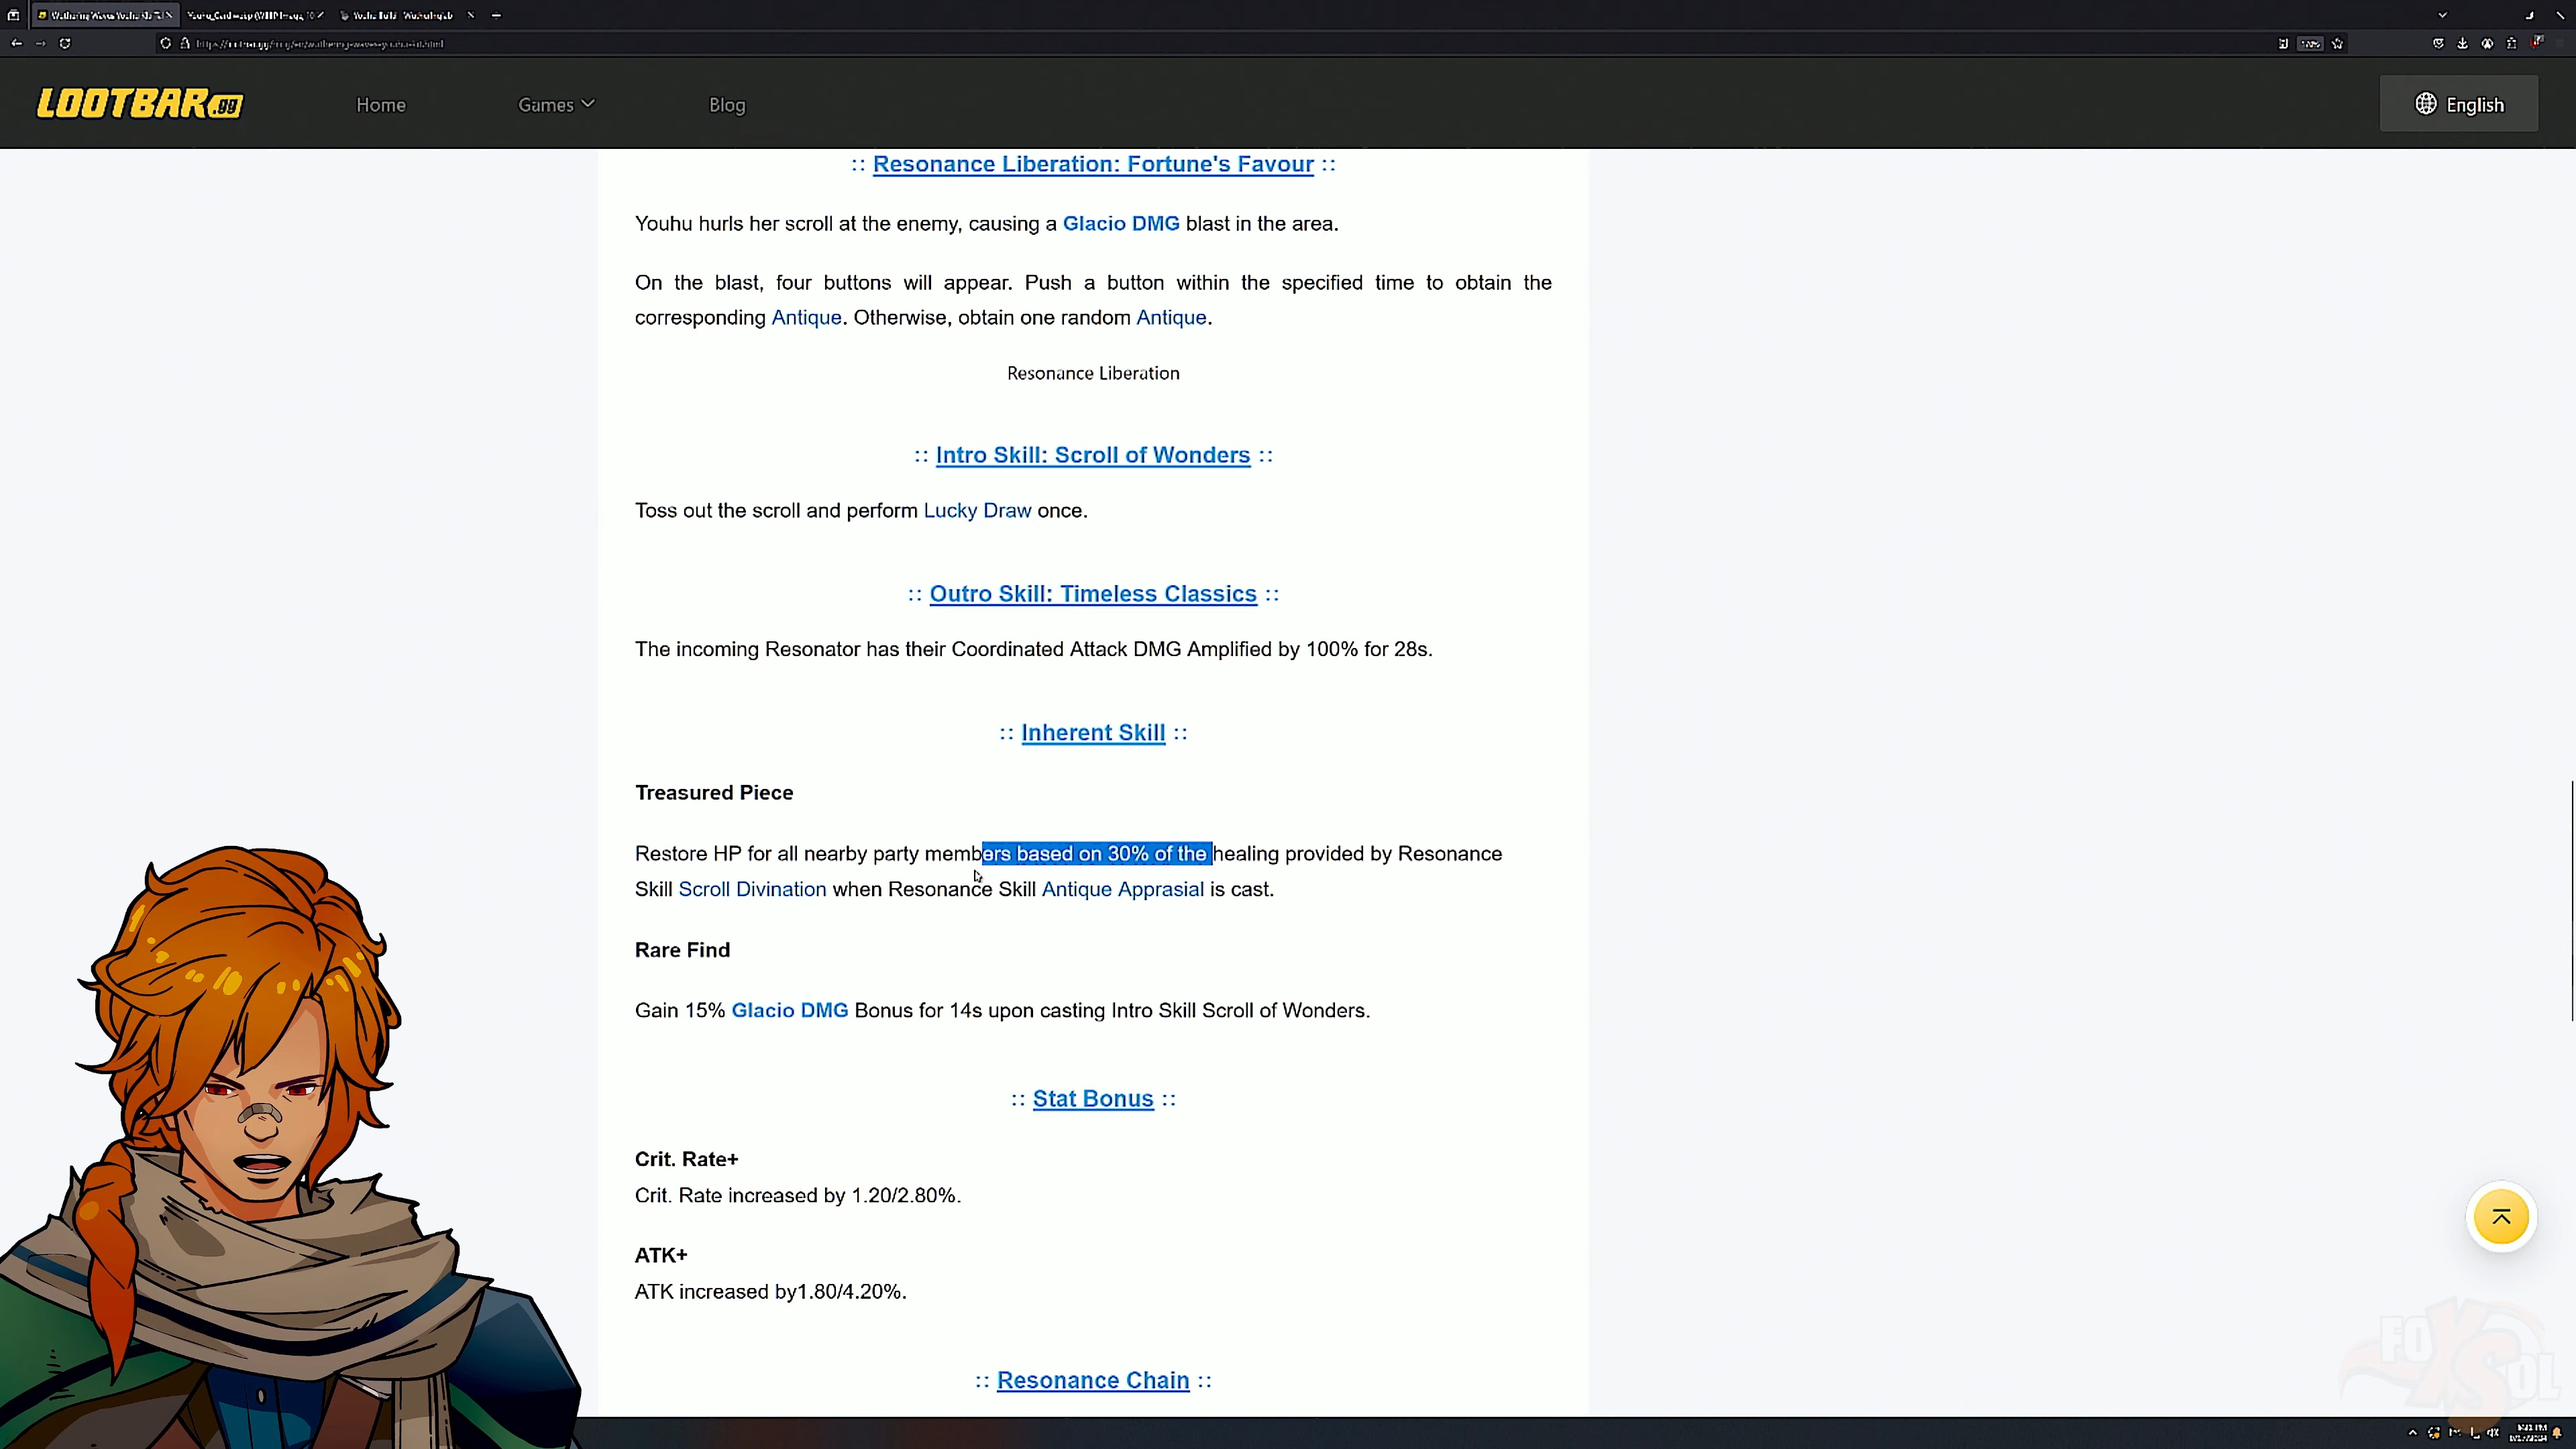 LOOTBAR.gg
Home
Games
Blog
English
:: Resonance Liberation: Fortune's Favour ::
Youhu hurls her scroll at the enemy, causing a Glacio DMG blast in the area.
On the blast, four buttons will appear. Push a button within the specified time to obtain the
corresponding Antique. Otherwise, obtain one random Antique.
Resonance Liberation
:: Intro Skill: Scroll of Wonders ::
Toss out the scroll and perform Lucky Draw once.
:: Outro Skill: Timeless Classics ::
The incoming Resonator has their Coordinated Attack DMG Amplified by 100% for 28s.
:: Inherent Skill ::
Treasured Piece
Restore HP for all nearby party members based on 30% of the healing provided by Resonance
Skill Scroll Divination when Resonance Skill Antique Apprasial is cast.
Rare Find
Gain 15% Glacio DMG Bonus for 14s upon casting Intro Skill Scroll of Wonders.
:: Stat Bonus ::
Crit. Rate+
Crit. Rate increased by 1.20/2.80%.
ATK+
ATK increased by1.80/4.20%.
:: Resonance Chain ::
FOXSOL